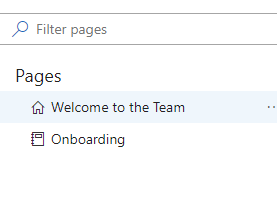 Filter pages
Pages
Welcome to the Team
Onboarding